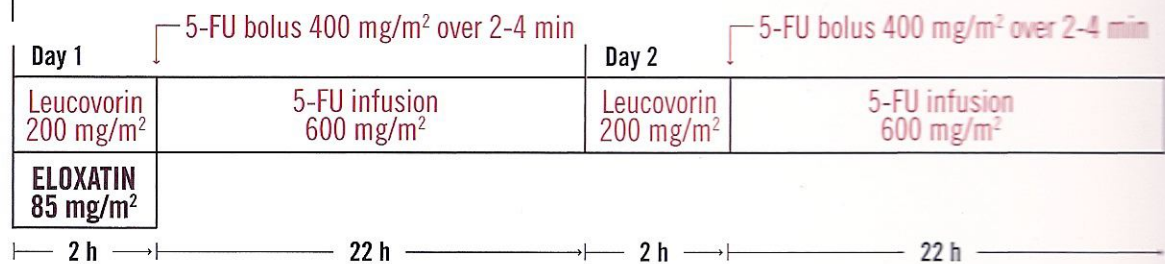 5-FU bolus 400 mg/m² over 2-4 min 5-FU bolus 400 mg/m² over 2-4 min
Day 1 Day 2
Leucovorin 5-FU infusion Leucovorin 5-FU infusion
200 mg/m² 600 mg/m² 200 mg/m² 600 mg/m²
ELOXATIN
85 mg/m²
2 h 22 h 2 h 22 h